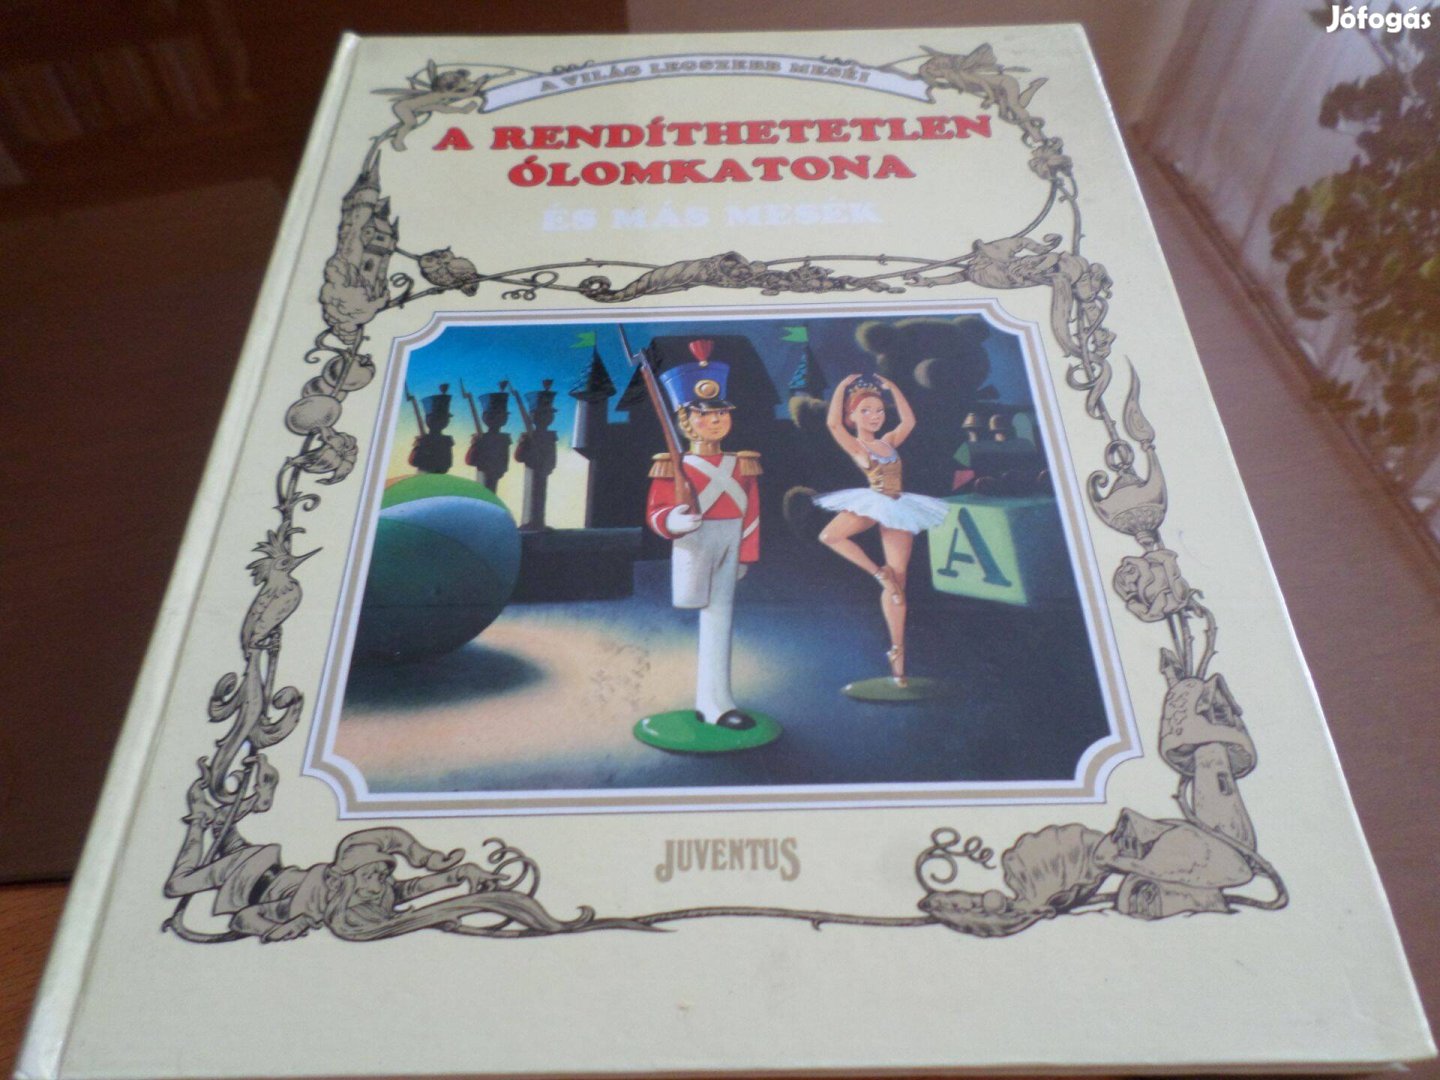 Jófogás
A VILÁG LEGSZEBB MESÉI
A RENDÍTHETETLEN
ÓLOMKATONA
ÉS MÁS MESÉK
A
JUVENTUS